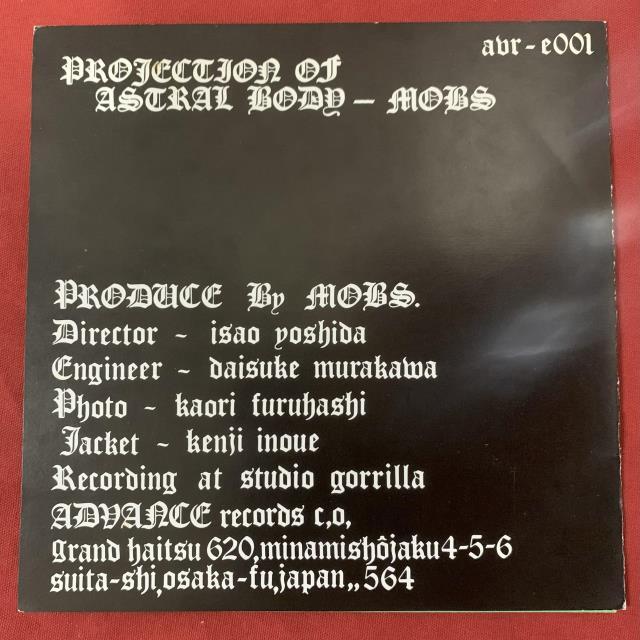 avr-e001
PROJECTION OF
ASTRAL BODY - MOBS
PRODUCE By MOBS.
Director - isao yoshida
Engineer - daisuke murakawa
Photo - kaori furuhashi
Jacket - kenji inoue
Recording at studio gorrilla
ADVANCE records c,o,
grand haitsu 620,minamishôjaku4-5-6
suita-shi,osaka-fu,japan,,564